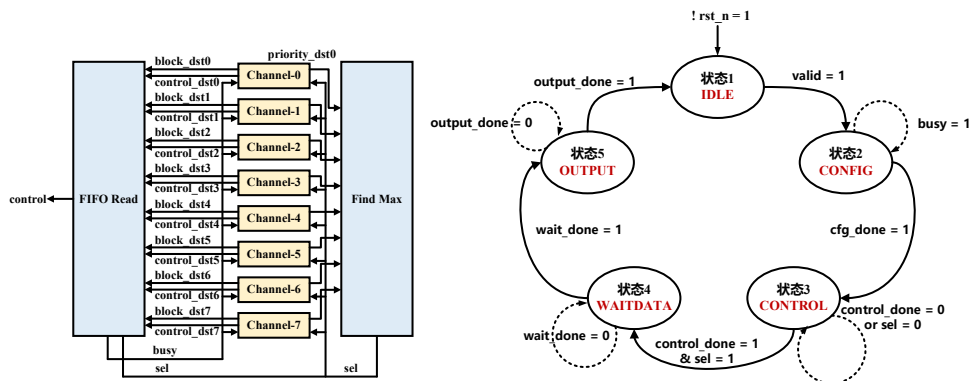 priority_dst0
block_dst0
Channel-0
control_dst0
block_dst1
Channel-1
control_dst1
block_dst2
Channel-2
control_dst2
block_dst3
Channel-3
control_dst3
control
FIFO Read
Find Max
block_dst4
Channel-4
control_dst4
block_dst5
Channel-5
control_dst5
block_dst6
Channel-6
control_dst6
block_dst7
Channel-7
control_dst7
busy
sel
sel
! rst_n = 1
状态1
IDLE
output_done = 1
valid = 1
output_done = 0
busy = 1
状态5
OUTPUT
状态2
CONFIG
wait_done = 1
cfg_done = 1
状态4
WAITDATA
状态3
CONTROL
wait_done = 0
control_done = 1
& sel = 1
control_done = 0
or sel = 0